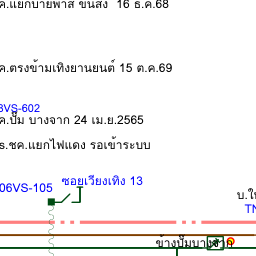 ค.แยกบายพาส ขนส่ง 16 ธ.ค.68
ค.ตรงข้ามเทิงยานยนต์ 15 ต.ค.69
3VS-602
ค.ปั๊ม บางจาก 24 เม.ย.2565
ธ.ชค.แยกไฟแดง รอเข้าระบบ
06VS-105
ซอยเวียงเทิง 13
TN
ข้างปั๊มบางจาก